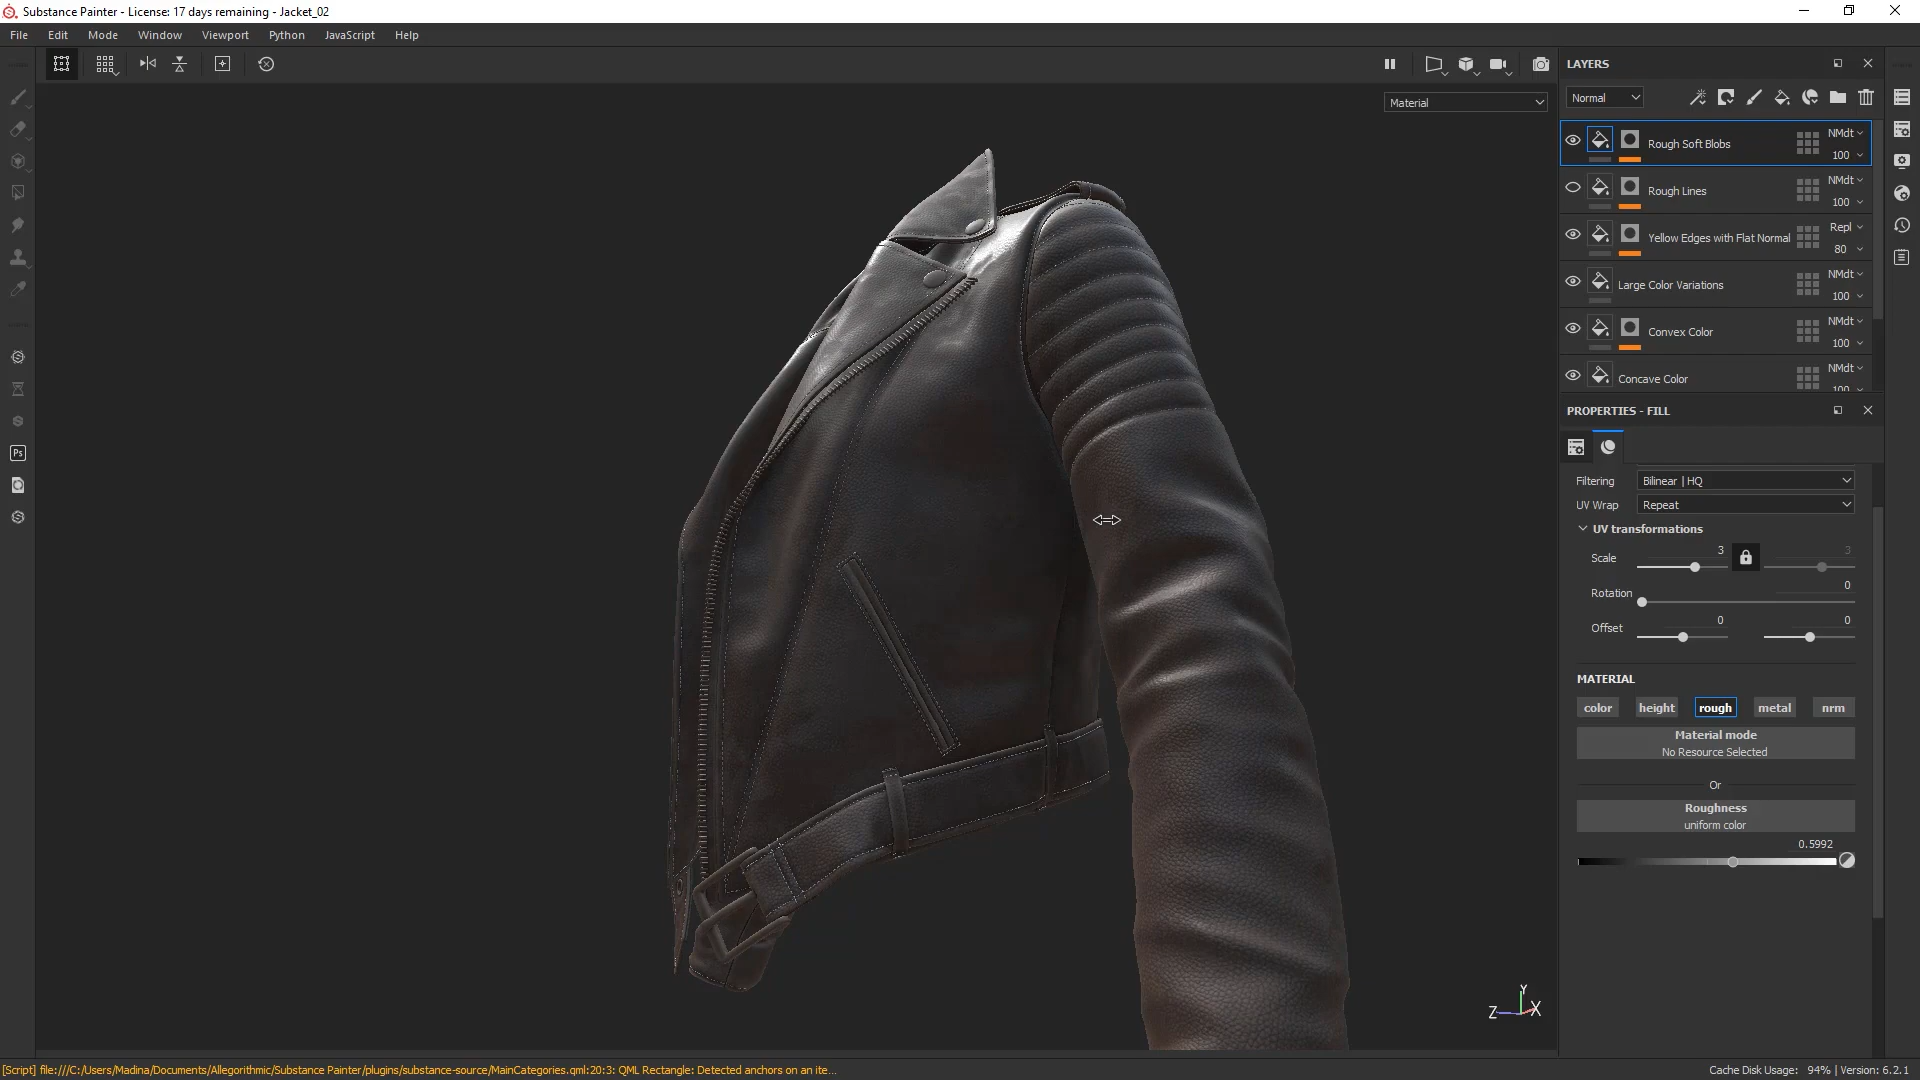 Substance Painter - License: 17 days remaining - Jacket_02
File Edit Mode Window Viewport Python JavaScript Help
Material
LAYERS
Normal
Rough Soft Blobs NMdt 100
Rough Lines NMdt 100
Yellow Edges with Flat Normal Repl 80
Large Color Variations NMdt 100
Convex Color NMdt 100
Concave Color NMdt 100
PROPERTIES - FILL
Filtering Bilinear | HQ
UV Wrap Repeat
UV transformations
Scale 3 3
Rotation 0
Offset 0 0
MATERIAL
color height rough metal nrm
Material mode
No Resource Selected
Or
Roughness
uniform color
0.5992
Ps
Y
Z X
[Script] file:///C:/Users/Madina/Documents/Allegorithmic/Substance Painter/plugins/substance-source/MainCategories.qml:20:3: QML Rectangle: Detected anchors on an ite...
Cache Disk Usage: 94% | Version: 6.2.1